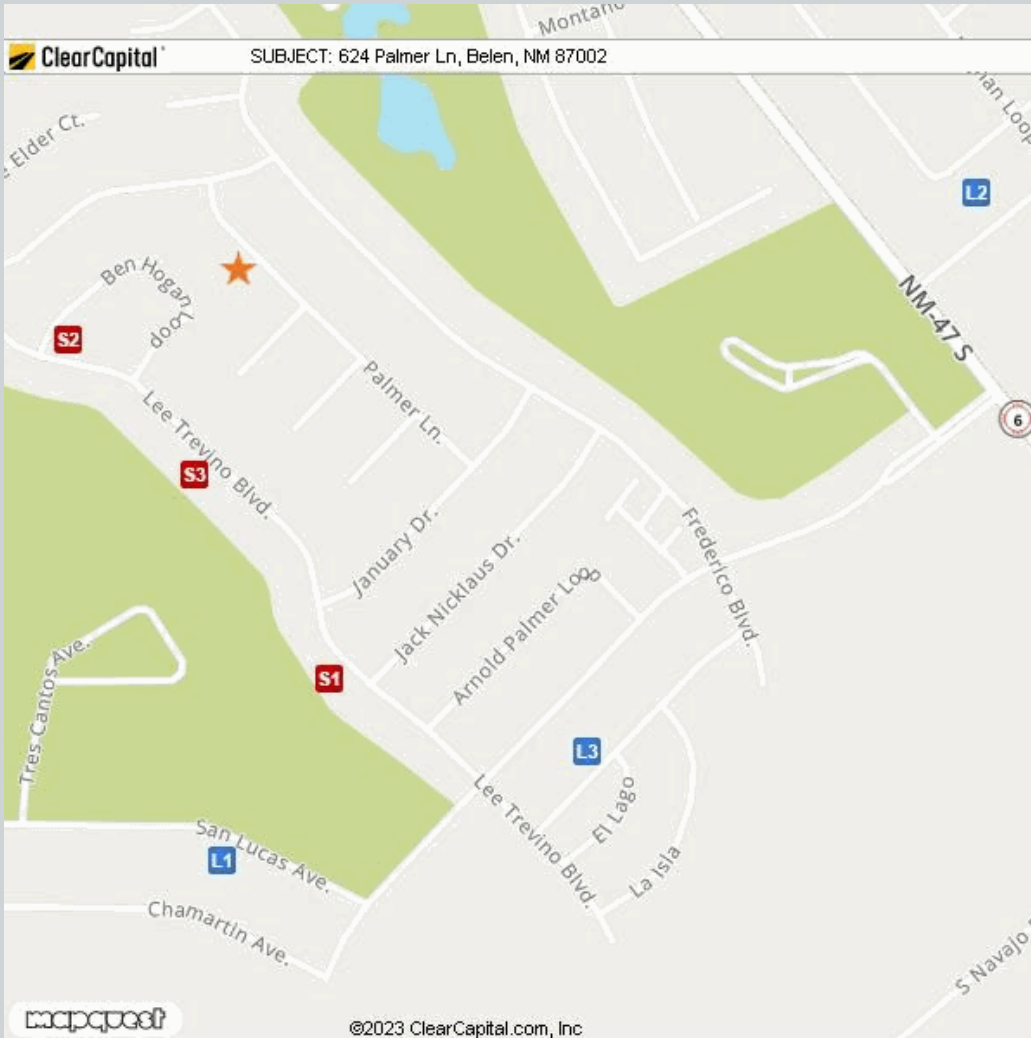 Montano
ClearCapital
SUBJECT: 624 Palmer Ln, Belen, NM 87002
Loop
Elder Ct.
L2
Ben Hogan Loop
NM-47 S
S2
Palmer Ln.
6
Lee Trevino Blvd.
S3
January Dr.
Jack Nicklaus Dr.
Frederico Blvd.
Arnold Palmer Loop
Tres Cantos Ave.
S1
L3
Lee Trevino Blvd.
El Lago
San Lucas Ave.
L1
La Isla
Chamartin Ave.
S Navajo
mapquest
©2023 ClearCapital.com, Inc